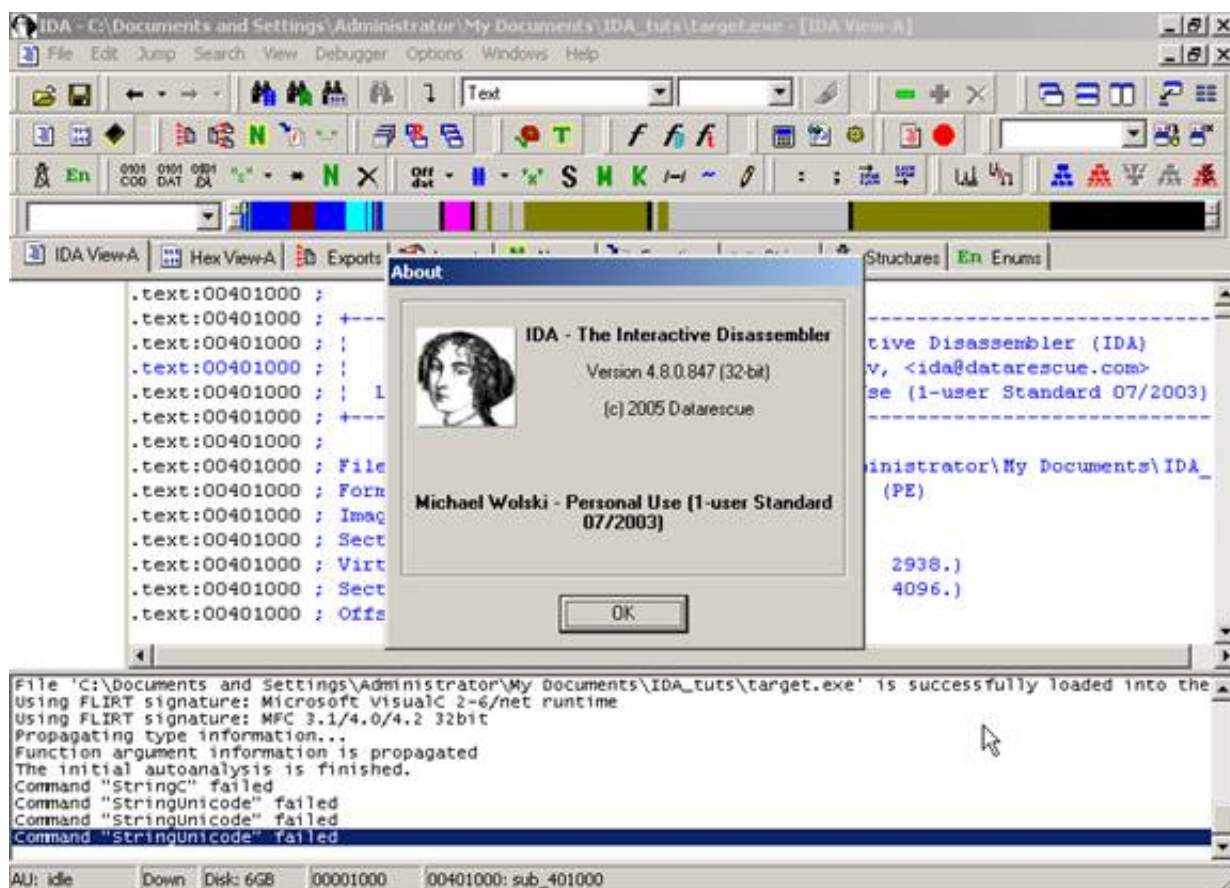 IDA - C:\Documents and Settings\Administrator\My Documents\IDA_tuts\target.exe - [IDA View-A]
File Edit Jump Search View Debugger Options Windows Help
Text
En
IDA View-A Hex View-A Exports Structures En Enums
About
IDA - The Interactive Disassembler
Version 4.8.0.847 (32-bit)
(c) 2005 Datarescue
Michael Wolski - Personal Use (1-user Standard
07/2003)
OK
.text:00401000 ;
.text:00401000 ; +---
.text:00401000 ; ¦ tive Disassembler (IDA)
.text:00401000 ; ¦ v, <ida@datarescue.com>
.text:00401000 ; ¦ L se (1-user Standard 07/2003)
.text:00401000 ; +---
.text:00401000 ;
.text:00401000 ; File inistrator\My Documents\IDA_
.text:00401000 ; Form (PE)
.text:00401000 ; Imag
.text:00401000 ; Sect
.text:00401000 ; Virt 2938.)
.text:00401000 ; Sect 4096.)
.text:00401000 ; Offs
File 'C:\Documents and Settings\Administrator\My Documents\IDA_tuts\target.exe' is successfully loaded into the
Using FLIRT signature: Microsoft VisualC 2-6/net runtime
Using FLIRT signature: MFC 3.1/4.0/4.2 32bit
Propagating type information...
Function argument information is propagated
The initial autoanalysis is finished.
Command "StringC" failed
Command "StringUnicode" failed
Command "StringUnicode" failed
Command "StringUnicode" failed
AU: idle Down Disk: 6GB 00001000 00401000: sub_401000